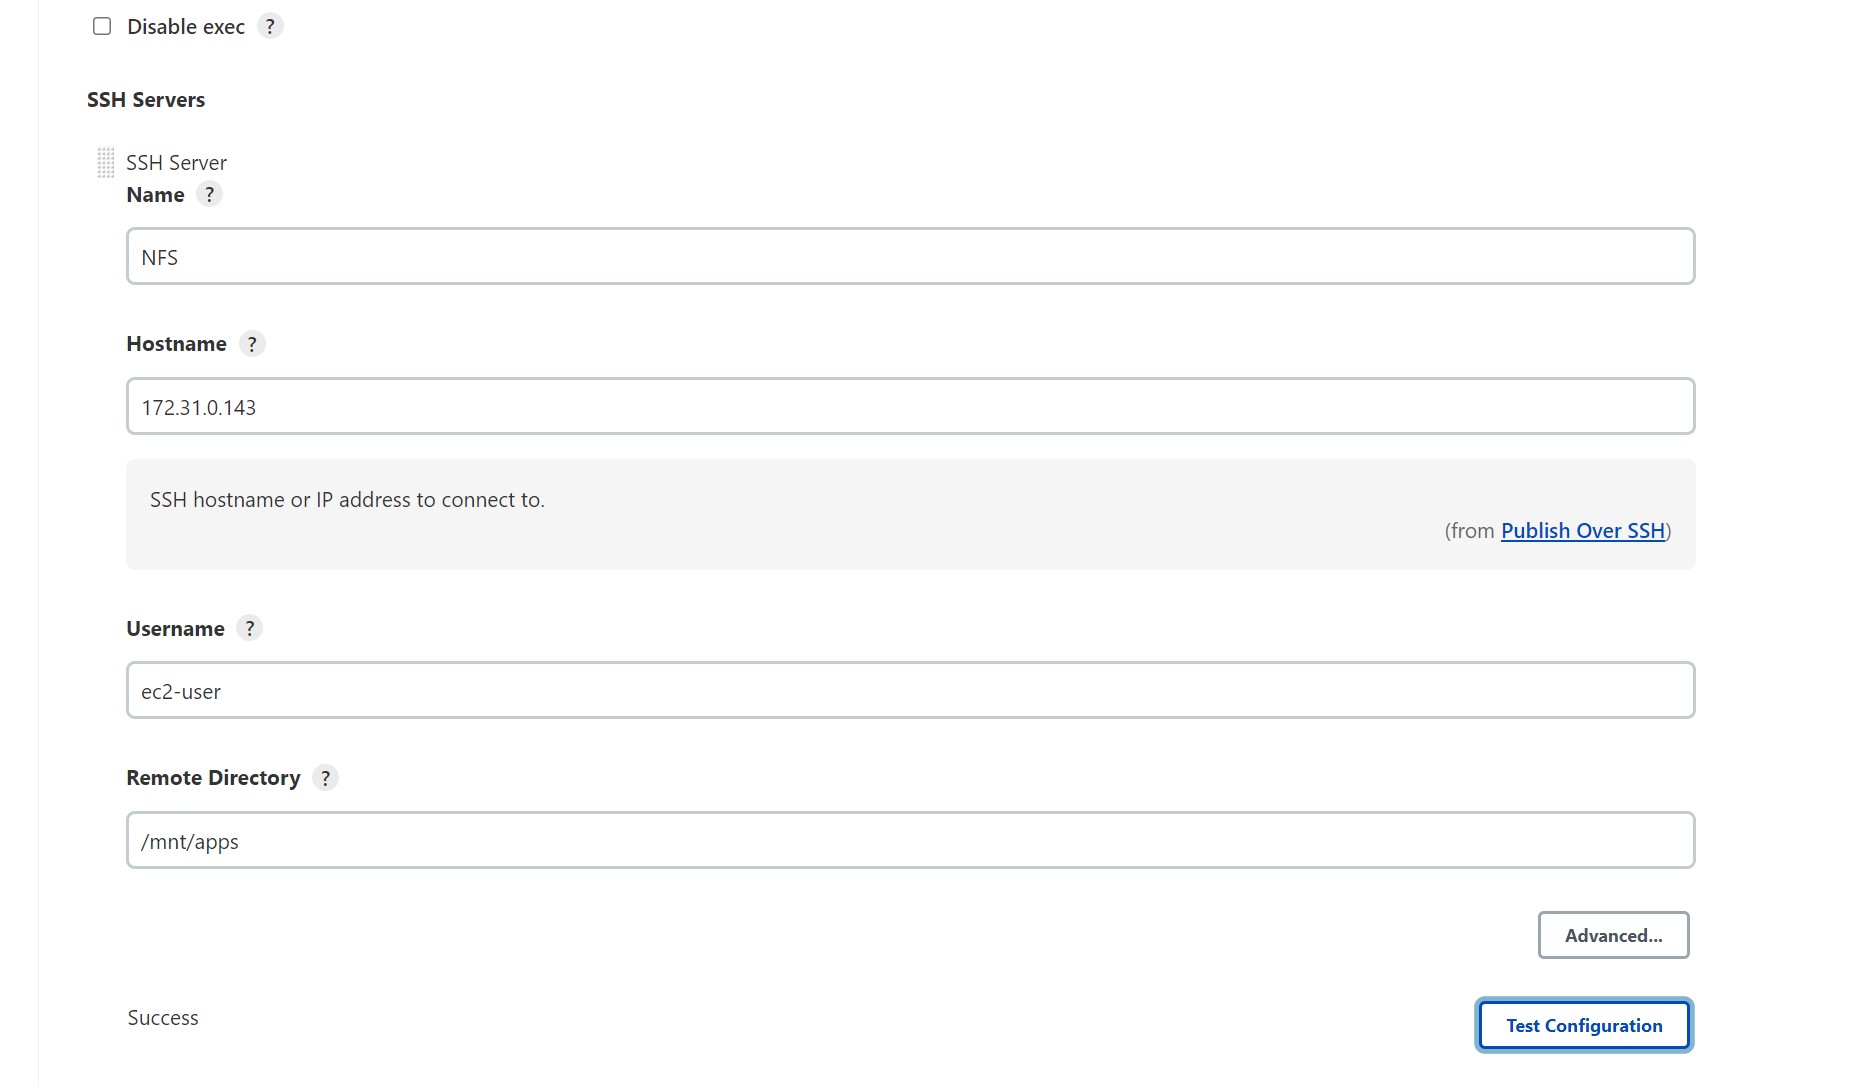 Disable exec ?
SSH Servers
SSH Server
Name ?
NFS
Hostname ?
172.31.0.143
SSH hostname or IP address to connect to.
(from Publish Over SSH)
Username ?
ec2-user
Remote Directory ?
/mnt/apps
Advanced...
Success
Test Configuration